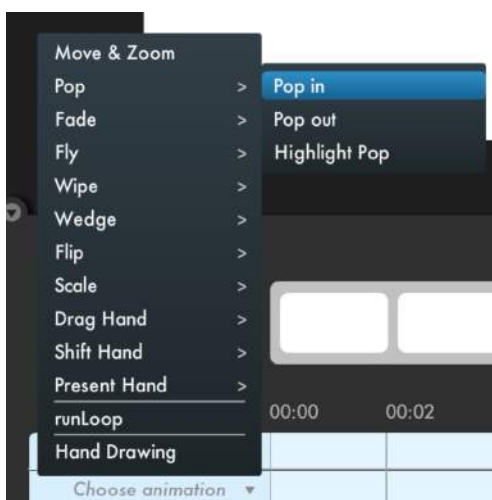 Move & Zoom
Pop >
Fade >
Fly >
Wipe >
Wedge >
Flip >
Scale >
Drag Hand >
Shift Hand >
Present Hand >
runLoop
Hand Drawing
Choose animation
Pop in
Pop out
Highlight Pop
00:00 00:02